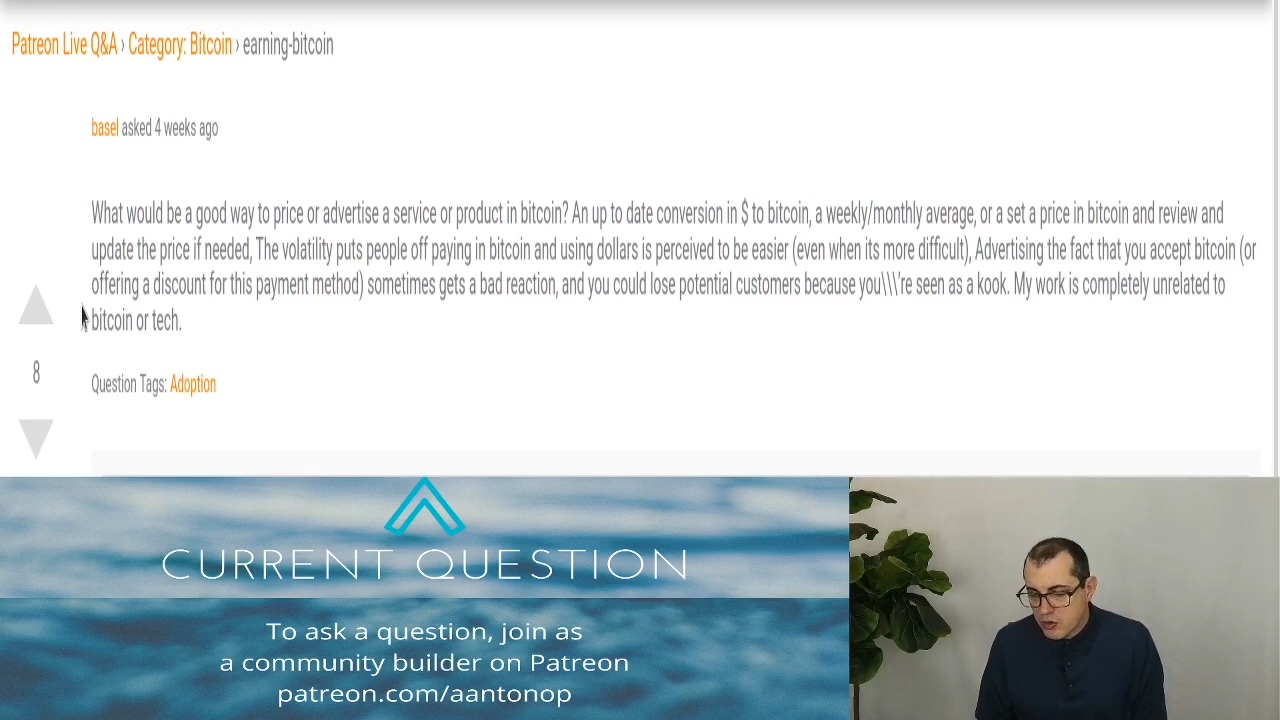 Patreon Live Q&A › Category: Bitcoin › earning-bitcoin
basel asked 4 weeks ago
What would be a good way to price or advertise a service or product in bitcoin? An up to date conversion in $ to bitcoin, a weekly/monthly average, or a set a price in bitcoin and review and
update the price if needed, The volatility puts people off paying in bitcoin and using dollars is perceived to be easier (even when its more difficult), Advertising the fact that you accept bitcoin (or
offering a discount for this payment method) sometimes gets a bad reaction, and you could lose potential customers because you\\\'re seen as a kook. My work is completely unrelated to
bitcoin or tech.
8
Question Tags: Adoption
CURRENT QUESTION
To ask a question, join as
a community builder on Patreon
patreon.com/aantonop